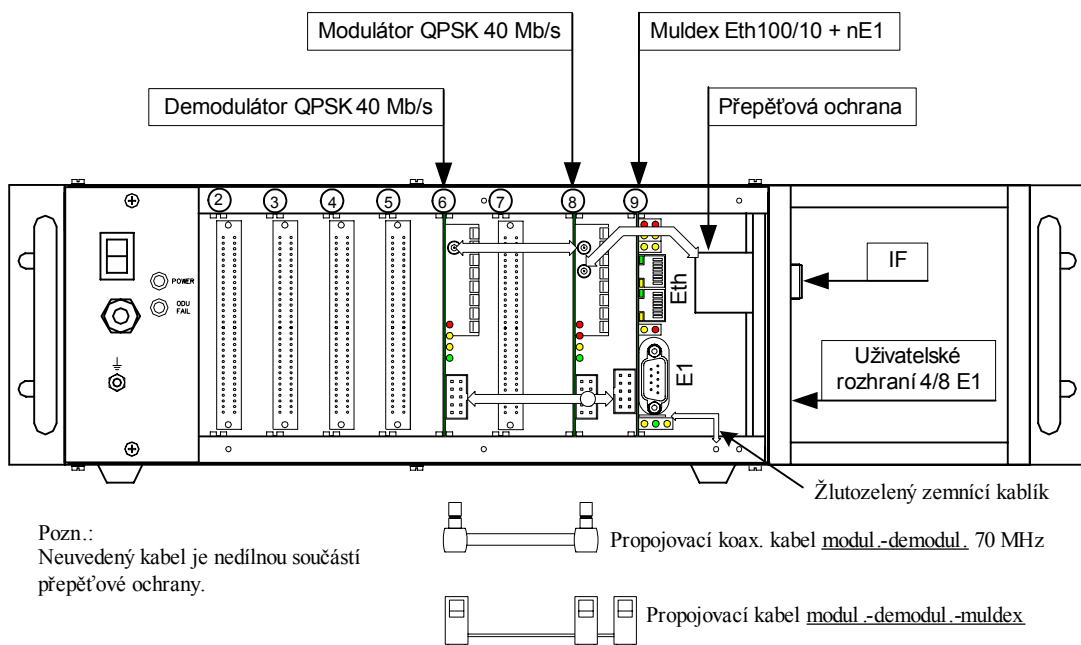 Modulátor QPSK 40 Mb/s
Muldex Eth100/10 + nE1
Demodulátor QPSK 40 Mb/s
Přepěťová ochrana
2
3
4
5
6
7
8
9
POWER
ODU
FAIL
Eth
E1
IF
Uživatelské
rozhraní 4/8 E1
Žlutozelený zemnící kablík
Pozn.:
Neuvedený kabel je nedílnou součástí
přepěťové ochrany.
Propojovací koax. kabel modul.-demodul. 70 MHz
Propojovací kabel modul.-demodul.-muldex